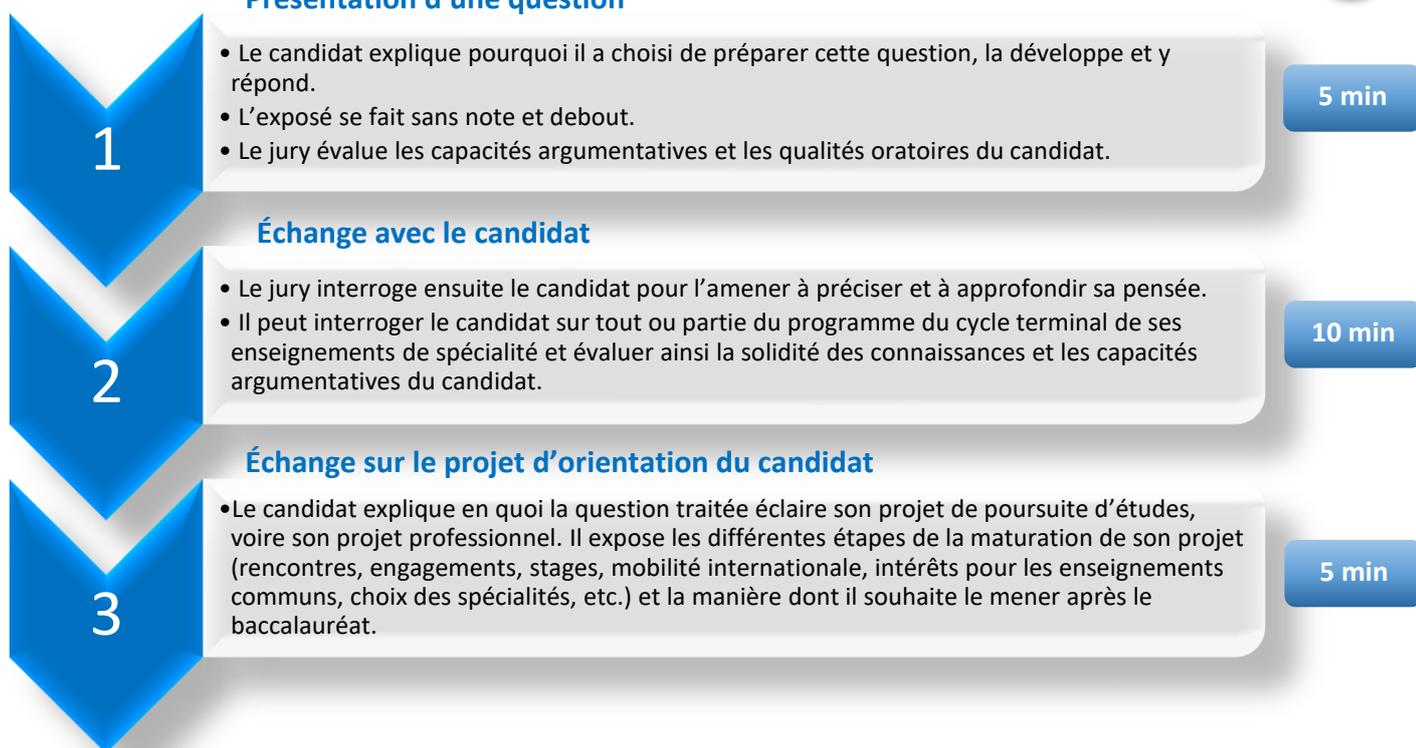 Présentation d'une question
• Le candidat explique pourquoi il a choisi de préparer cette question, la développe et y
répond.
• L’exposé se fait sans note et debout.
• Le jury évalue les capacités argumentatives et les qualités oratoires du candidat.
1
5 min
Échange avec le candidat
• Le jury interroge ensuite le candidat pour l’amener à préciser et à approfondir sa pensée.
• Il peut interroger le candidat sur tout ou partie du programme du cycle terminal de ses
enseignements de spécialité et évaluer ainsi la solidité des connaissances et les capacités
argumentatives du candidat.
2
10 min
Échange sur le projet d’orientation du candidat
•Le candidat explique en quoi la question traitée éclaire son projet de poursuite d’études,
voire son projet professionnel. Il expose les différentes étapes de la maturation de son projet
(rencontres, engagements, stages, mobilité internationale, intérêts pour les enseignements
communs, choix des spécialités, etc.) et la manière dont il souhaite le mener après le
baccalauréat.
3
5 min